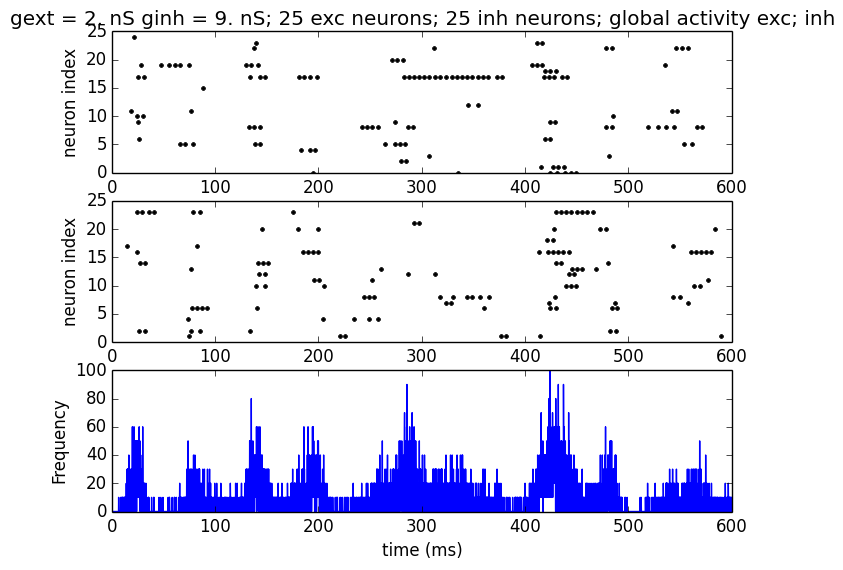 gext = 2. nS ginh = 9. nS; 25 exc neurons; 25 inh neurons; global activity exc; inh
25
20
15
10
5
0
neuron index
0 100 200 300 400 500 600
25
20
15
10
5
0
neuron index
0 100 200 300 400 500 600
100
80
60
40
20
0
Frequency
0 100 200 300 400 500 600
time (ms)